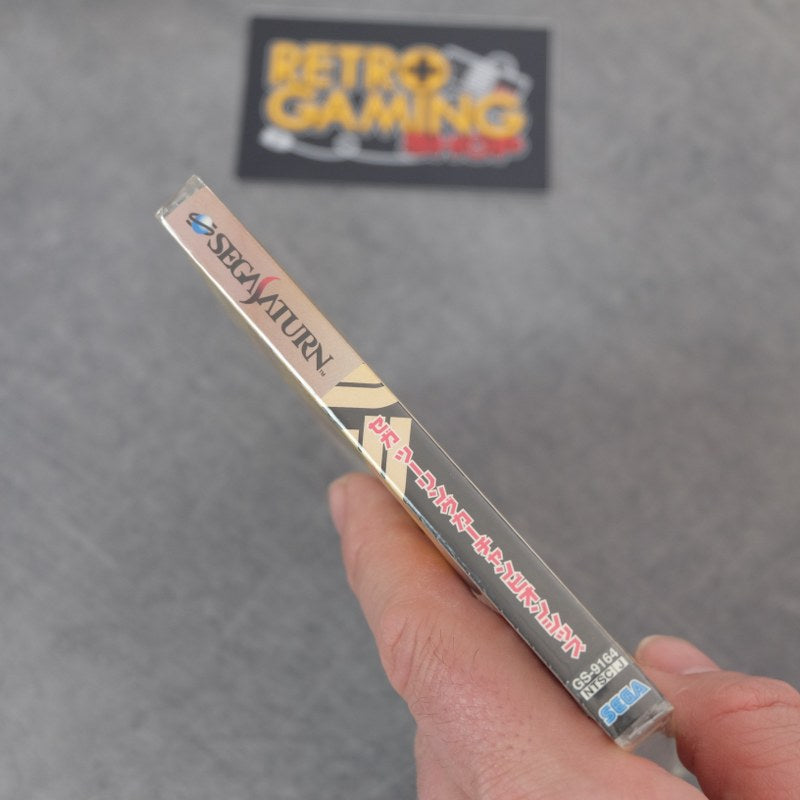 RETRO
GAMING
SHOP
SEGA SATURN™
セガ ツーリングカーチャンピオンシップ
GS-9164
NTSC J
SEGA